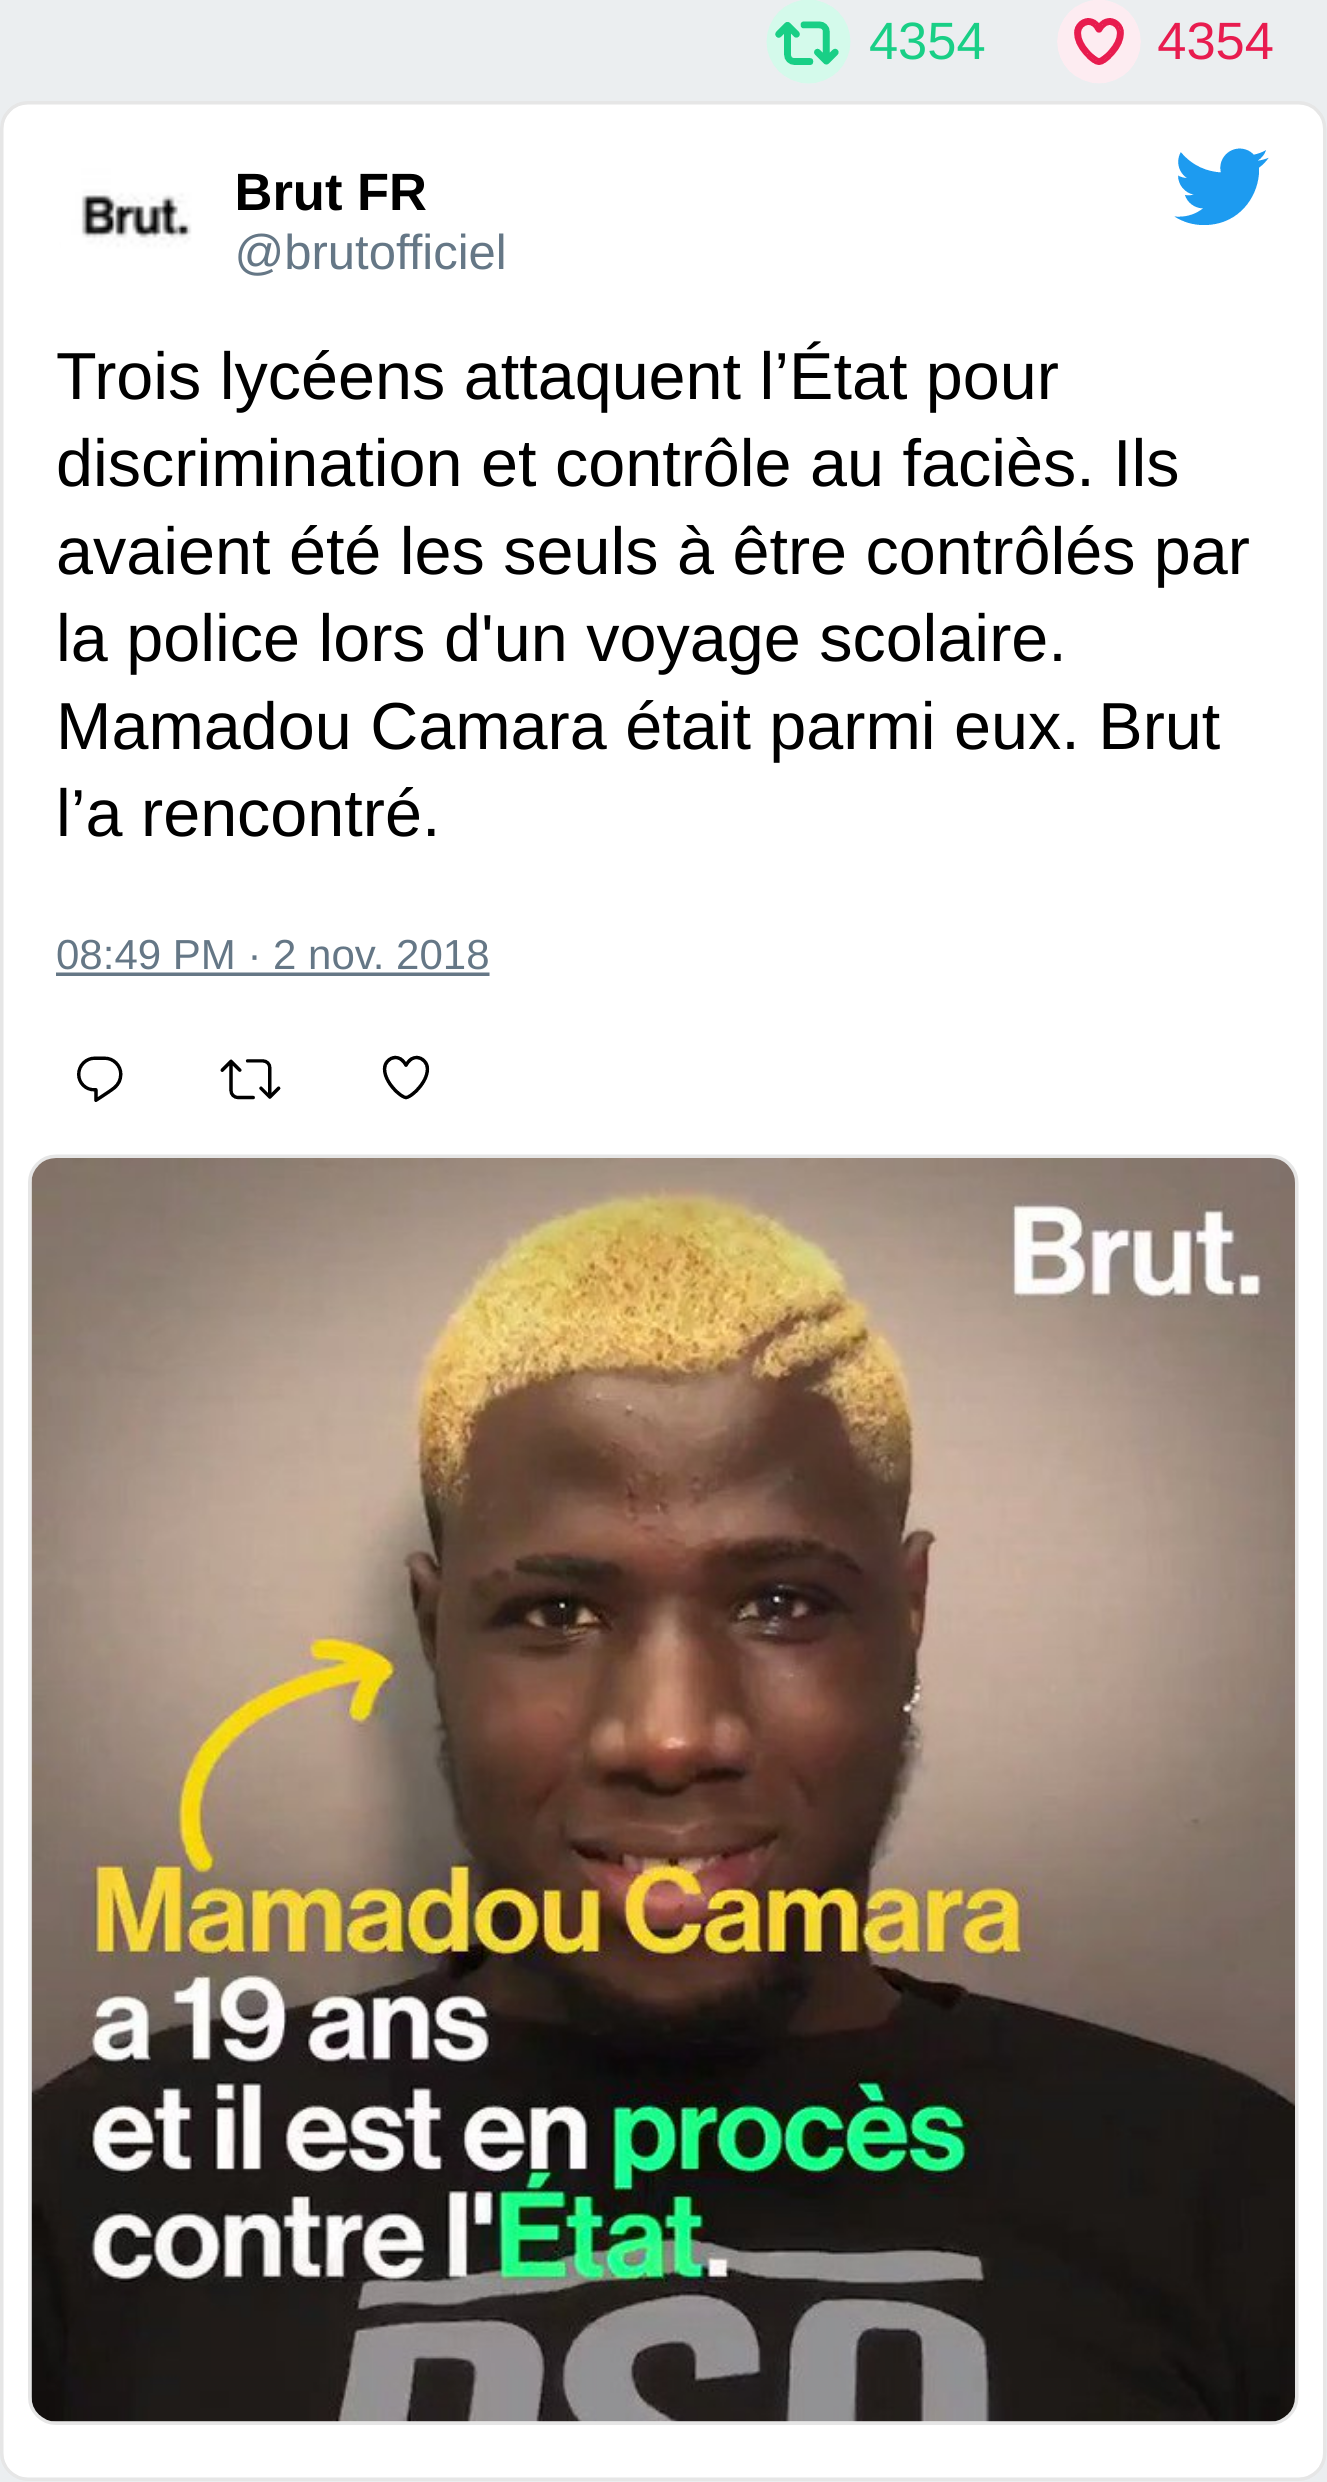 4354 4354
Brut.
Brut FR
@brutofficiel
Trois lycéens attaquent l’État pour
discrimination et contrôle au faciès. Ils
avaient été les seuls à être contrôlés par
la police lors d'un voyage scolaire.
Mamadou Camara était parmi eux. Brut
l’a rencontré.
08:49 PM · 2 nov. 2018
Brut.
Mamadou Camara
a 19 ans
et il est en procès
contre l'État.